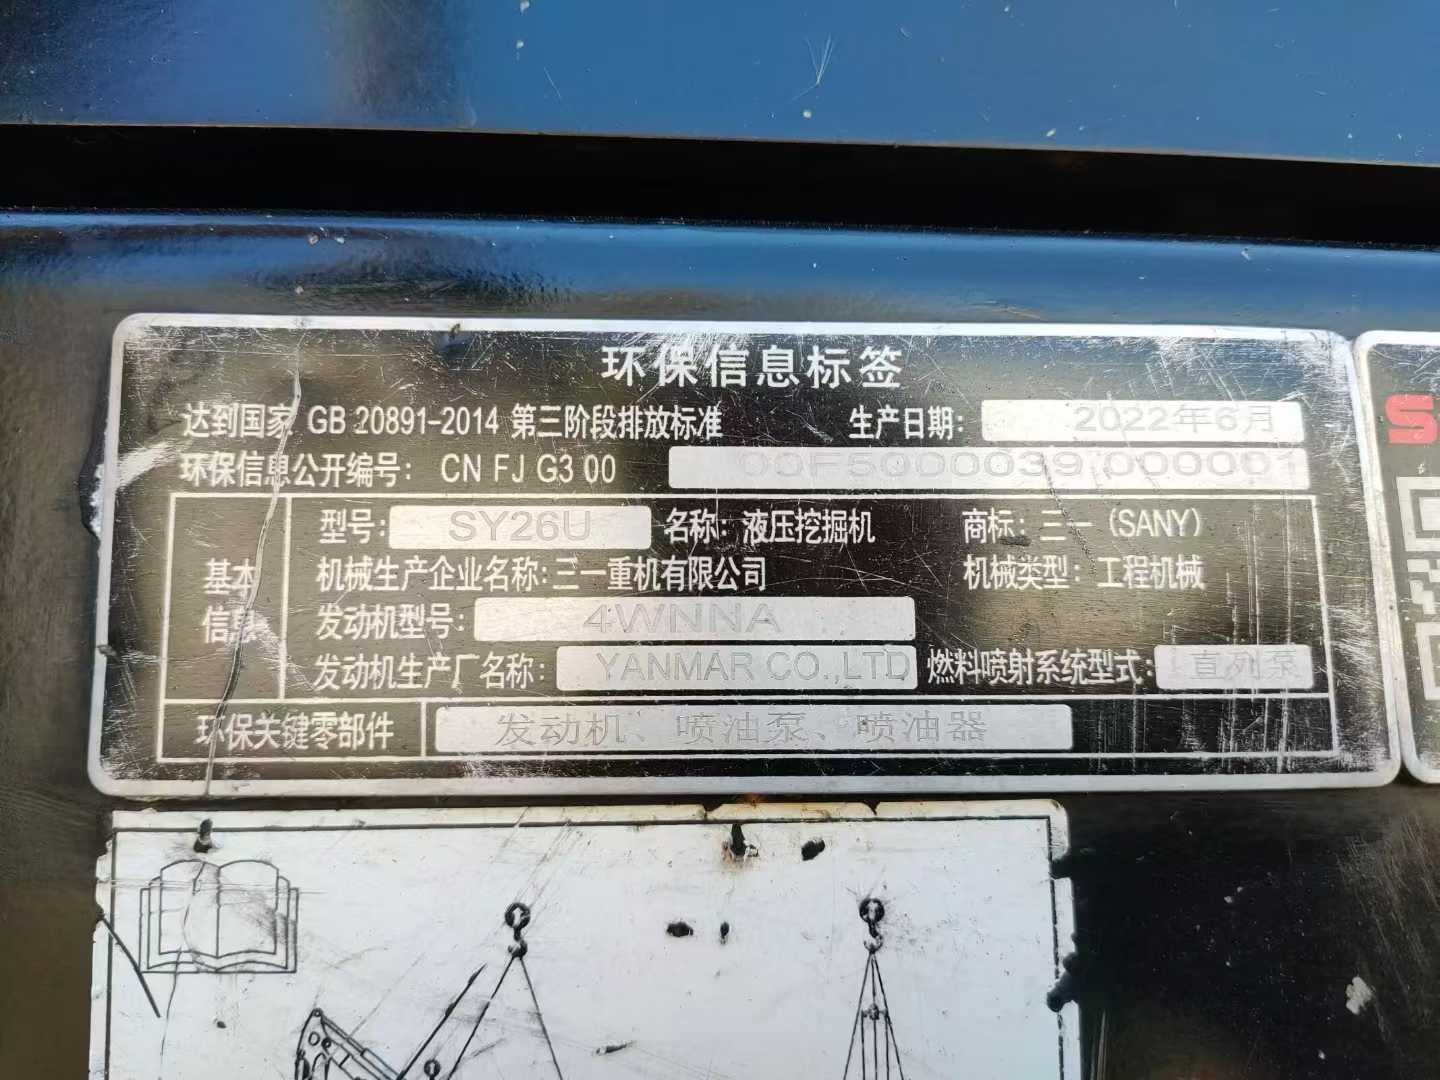 环保信息标签
达到国家 GB 20891-2014 第三阶段排放标准 生产日期: 2022年6月
环保信息公开编号: CN FJ G3 00 00F5000039 000001
型号: SY26U 名称: 液压挖掘机 商标: 三一 (SANY)
基本信息
机械生产企业名称: 三一重机有限公司 机械类型: 工程机械
发动机型号: 4WNNA
发动机生产厂名称: YANMAR CO.,LTD 燃料喷射系统型式: 直列泵
环保关键零部件 发动机、喷油泵、喷油器
S